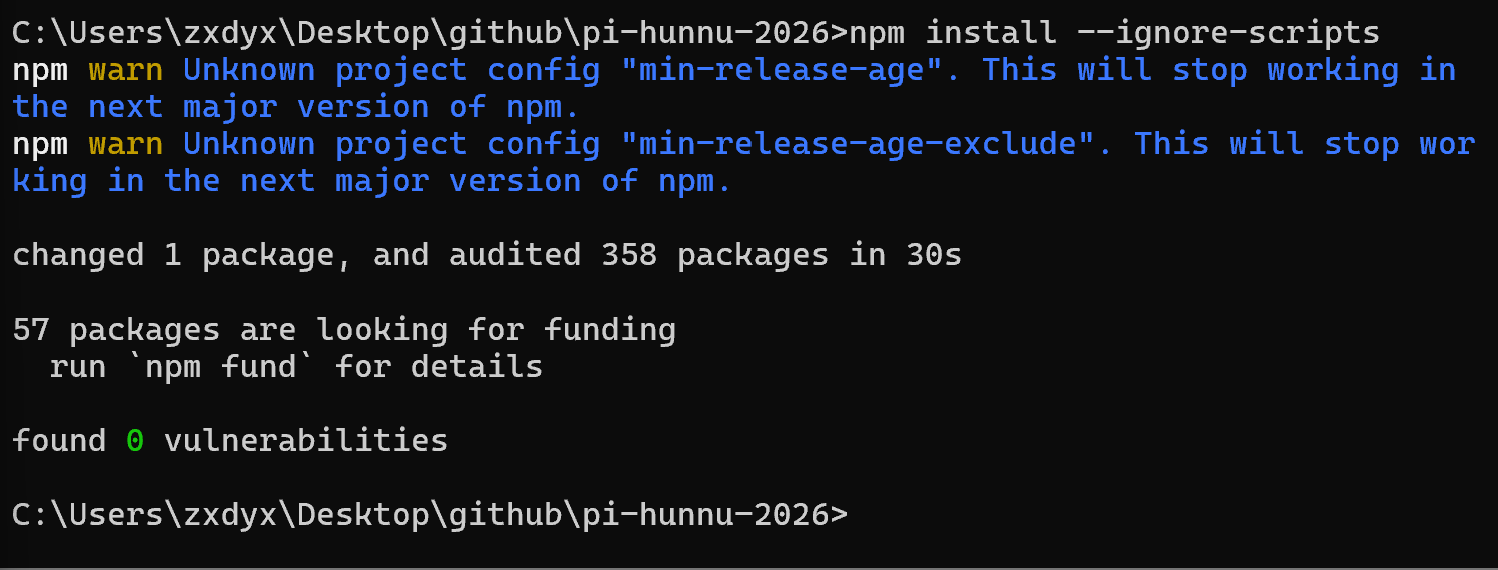 C:\Users\zxdyx\Desktop\github\pi-hunnu-2026>npm install --ignore-scripts
npm warn Unknown project config "min-release-age". This will stop working in
the next major version of npm.
npm warn Unknown project config "min-release-age-exclude". This will stop wor
king in the next major version of npm.
changed 1 package, and audited 358 packages in 30s
57 packages are looking for funding
  run `npm fund` for details
found 0 vulnerabilities
C:\Users\zxdyx\Desktop\github\pi-hunnu-2026>